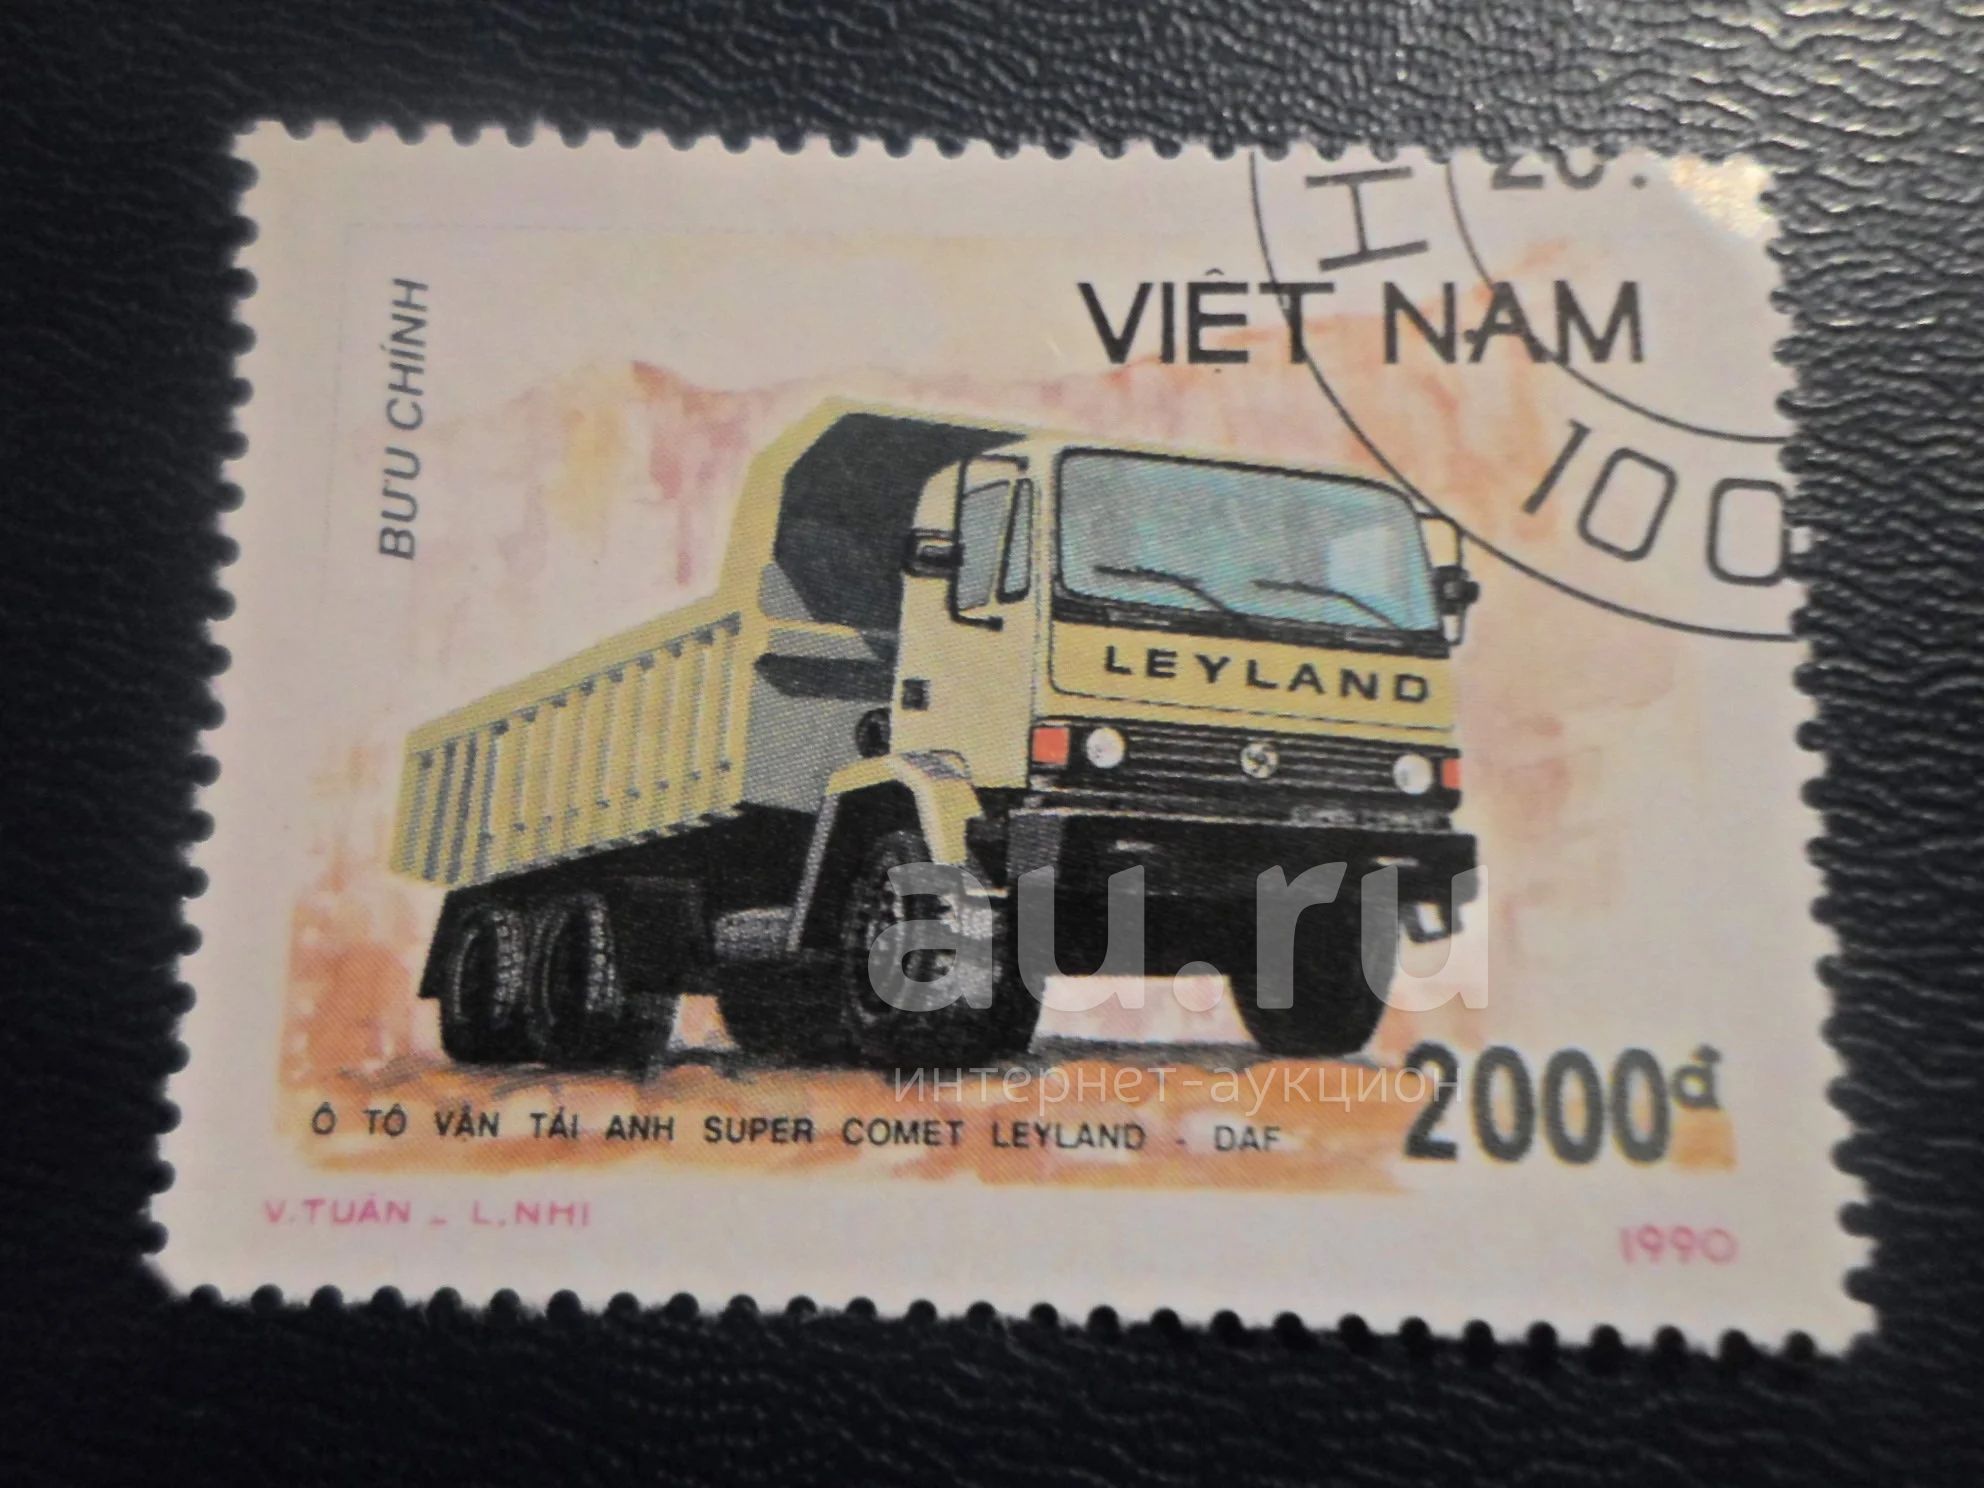 H
20.
VIỆT NAM
BƯU CHÍNH
100
LEYLAND
au.ru
интернет-аукцион
2000đ
Ô TÔ VẬN TẢI ANH SUPER COMET LEYLAND - DAF
V.TUẤN - L.NHI
1990